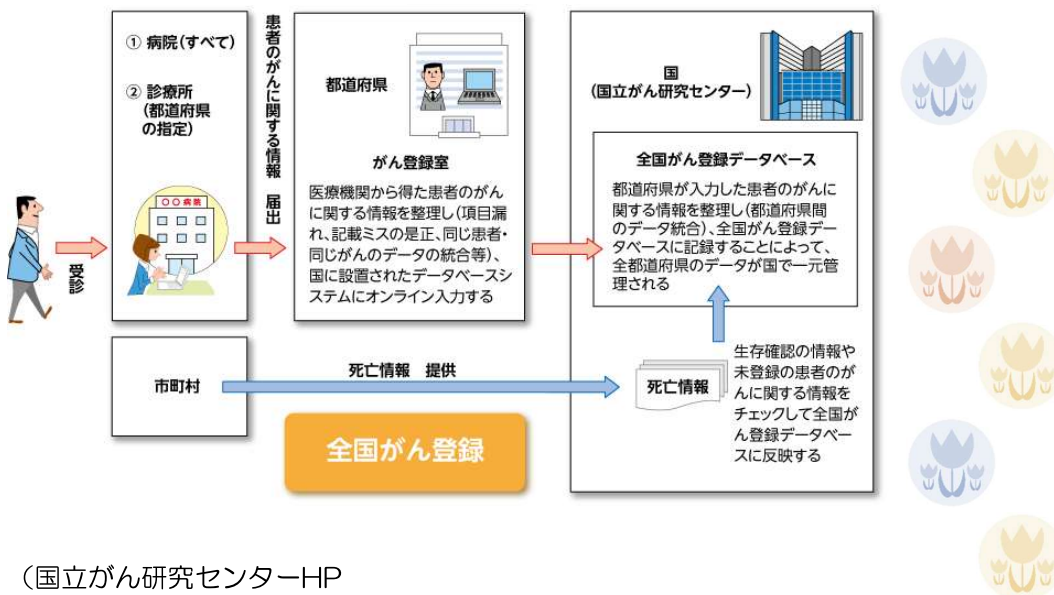 ① 病院(すべて)
② 診療所
(都道府県
の指定)
〇〇病院
受診
患者のがんに関する情報 届出
都道府県
がん登録室
医療機関から得た患者のがん
に関する情報を整理し(項目漏
れ、記載ミスの是正、同じ患者・
同じがんのデータの統合等)、
国に設置されたデータベースシ
ステムにオンライン入力する
国
(国立がん研究センター)
全国がん登録データベース
都道府県が入力した患者のがんに
関する情報を整理し(都道府県間
のデータ統合)、全国がん登録デー
タベースに記録することによって、
全都道府県のデータが国で一元管
理される
市町村
死亡情報 提供
死亡情報
生存確認の情報や
未登録の患者のが
んに関する情報を
チェックして全国が
ん登録データベー
スに反映する
全国がん登録
(国立がん研究センターHP